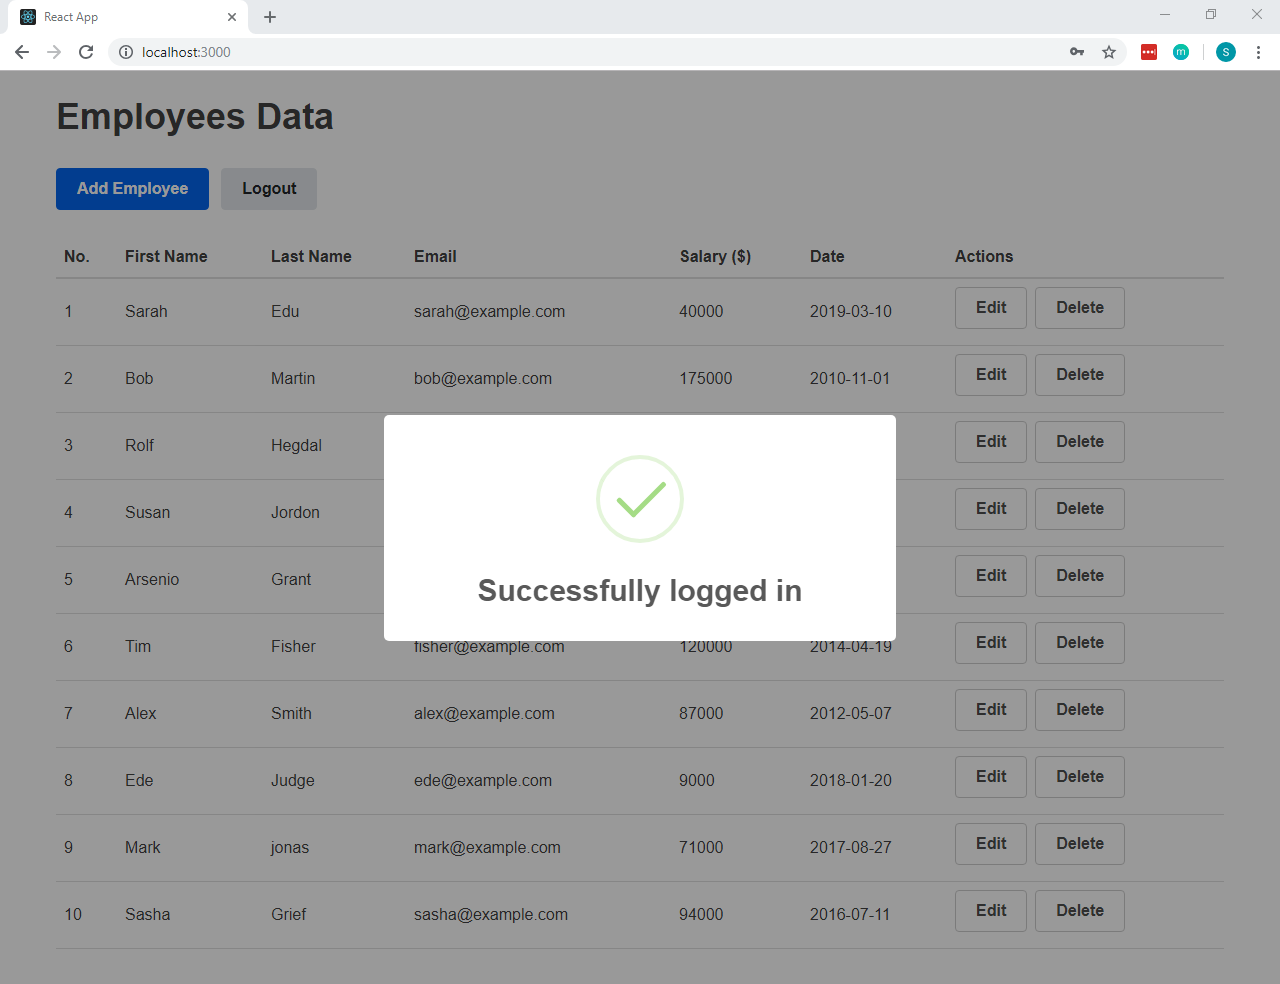 React App
localhost:3000
m
S
Employees Data
Add Employee Logout
No. First Name Last Name Email Salary ($) Date Actions
1 Sarah Edu sarah@example.com 40000 2019-03-10 Edit Delete
2 Bob Martin bob@example.com 175000 2010-11-01 Edit Delete
3 Rolf Hegdal Edit Delete
4 Susan Jordon Edit Delete
5 Arsenio Grant Edit Delete
Successfully logged in
6 Tim Fisher fisher@example.com 120000 2014-04-19 Edit Delete
7 Alex Smith alex@example.com 87000 2012-05-07 Edit Delete
8 Ede Judge ede@example.com 9000 2018-01-20 Edit Delete
9 Mark jonas mark@example.com 71000 2017-08-27 Edit Delete
10 Sasha Grief sasha@example.com 94000 2016-07-11 Edit Delete